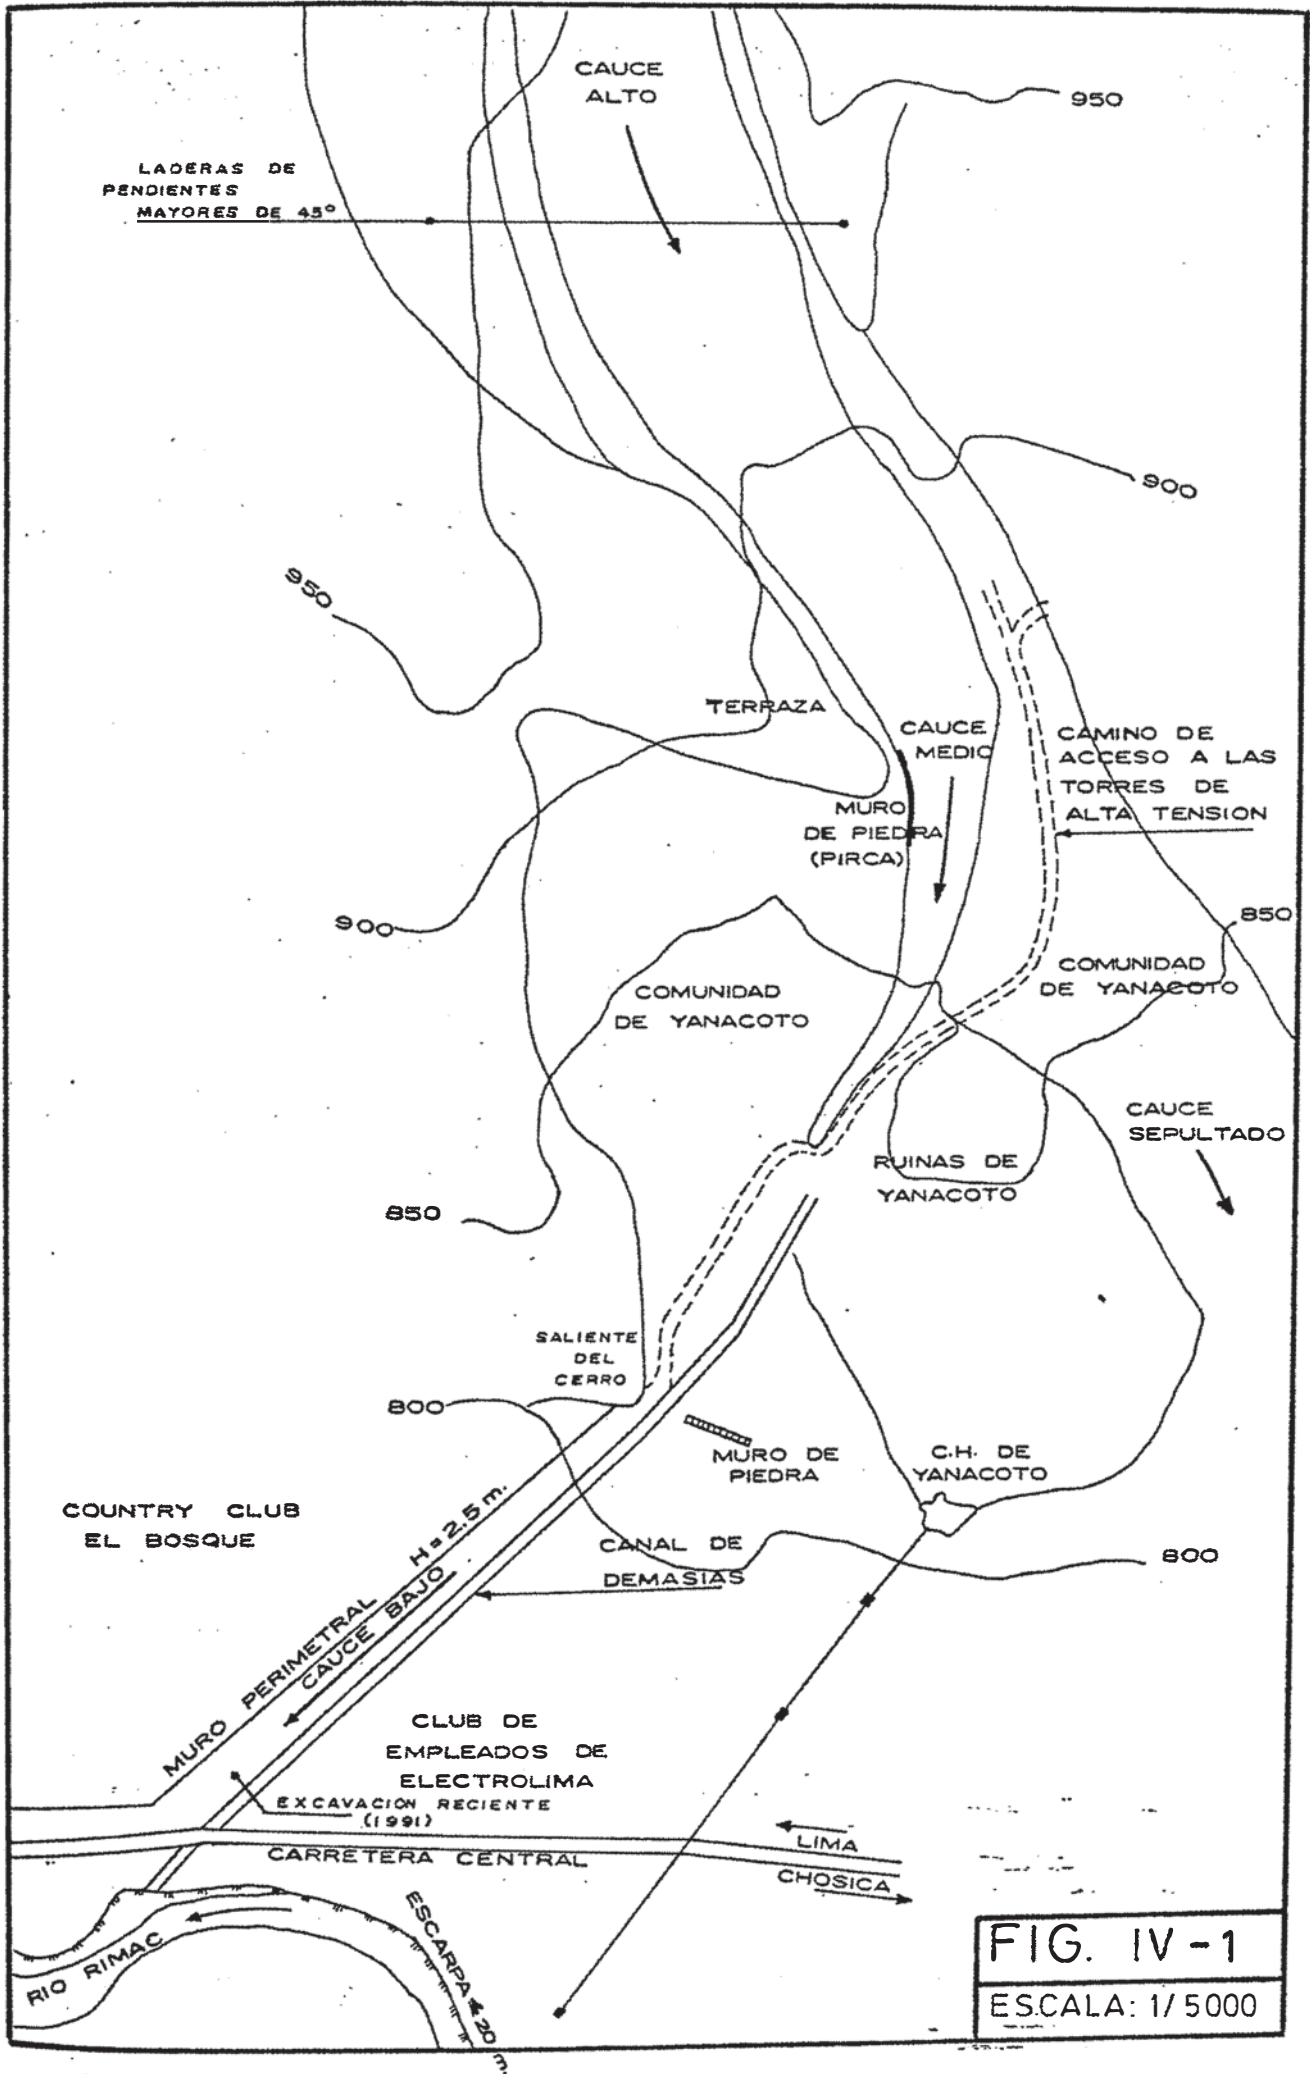 CAUCE
ALTO
950
LADERAS DE
PENDIENTES
MAYORES DE 45°
900
950
TERRAZA
CAUCE
MEDIO
CAMINO DE
ACCESO A LAS
TORRES DE
ALTA TENSION
MURO
DE PIEDRA
(PIRCA)
900
850
COMUNIDAD
DE YANACOTO
COMUNIDAD
DE YANACOTO
CAUCE
SEPULTADO
RUINAS DE
YANACOTO
850
SALIENTE
DEL
CERRO
800
MURO DE
PIEDRA
C.H. DE
YANACOTO
COUNTRY CLUB
EL BOSQUE
MURO PERIMETRAL H = 2.5 m.
CAUCE BAJO
CANAL DE
DEMASIAS
800
CLUB DE
EMPLEADOS DE
ELECTROLIMA
EXCAVACION RECIENTE
(1991)
LIMA
CARRETERA CENTRAL
CHOSICA
RIO RIMAC
ESCARPA 20 m.
FIG. IV-1
ESCALA: 1/5000